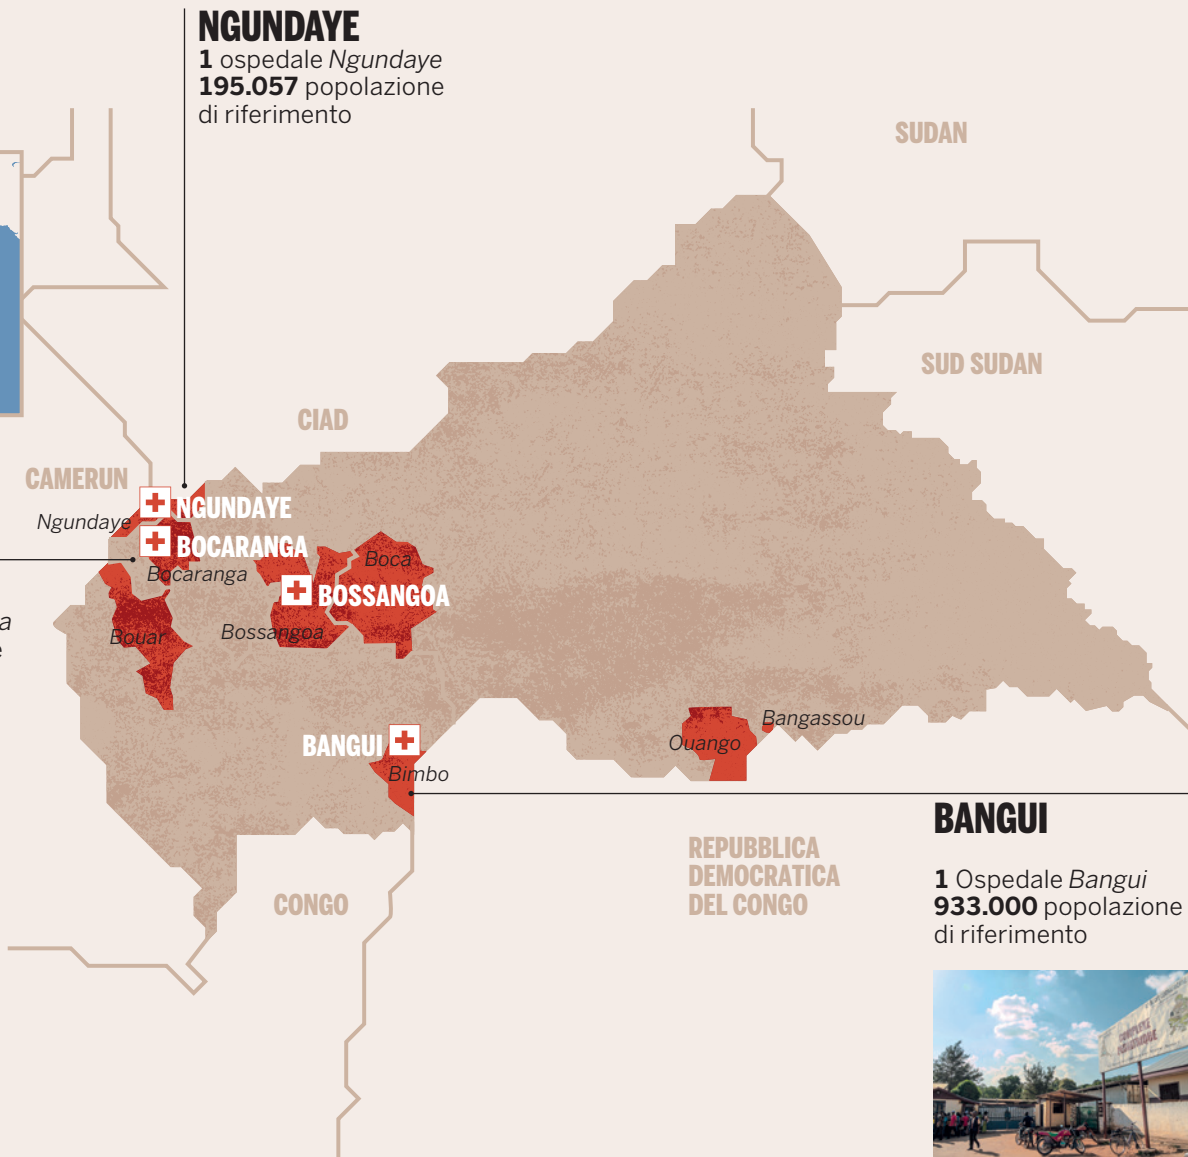 NGUNDAYE
1 ospedale Ngundaye
195.057 popolazione
di riferimento
SUDAN
SUD SUDAN
CIAD
CAMERUN
NGUNDAYE
Ngundaye
BOCARANGA
Bocaranga
Boca
BOSSANGOA
Bossangoa
Bouar
a
e
BANGUI
Bimbo
Ouango
Bangassou
REPUBBLICA
DEMOCRATICA
DEL CONGO
CONGO
BANGUI
1 Ospedale Bangui
933.000 popolazione
di riferimento